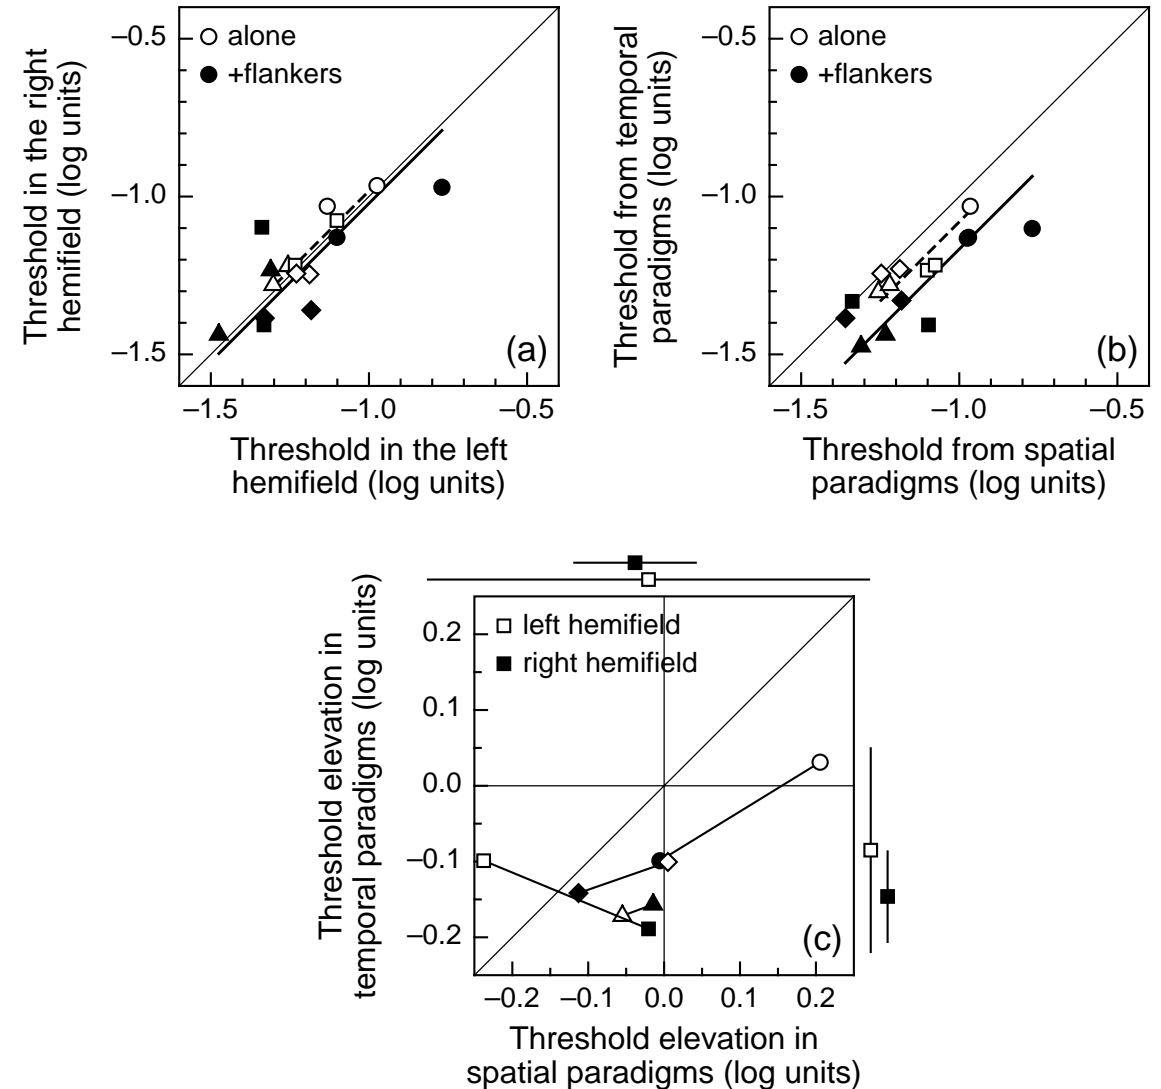 Threshold in the right
hemifield (log units)
−0.5
−1.0
−1.5
alone
+flankers
(a)
−1.5 −1.0 −0.5
Threshold in the left
hemifield (log units)
Threshold from temporal
paradigms (log units)
−0.5
−1.0
−1.5
alone
+flankers
(b)
−1.5 −1.0 −0.5
Threshold from spatial
paradigms (log units)
Threshold elevation in
temporal paradigms (log units)
0.2
0.1
0.0
−0.1
−0.2
left hemifield
right hemifield
(c)
−0.2 −0.1 0.0 0.1 0.2
Threshold elevation in
spatial paradigms (log units)